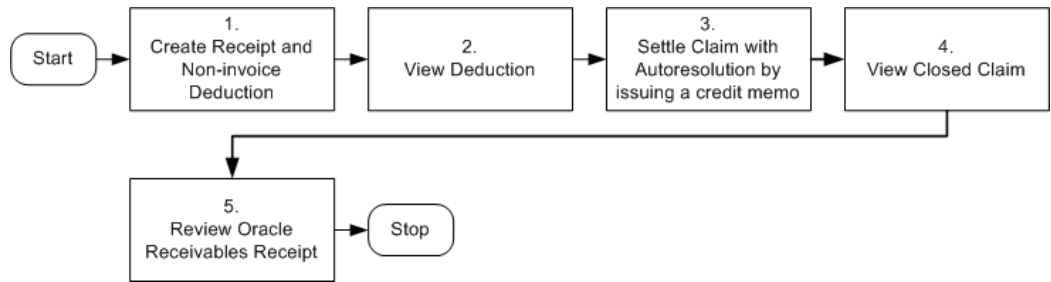 Start
1.
Create Receipt and
Non-invoice
Deduction
2.
View Deduction
3.
Settle Claim with
Autoresolution by
issuing a credit memo
4.
View Closed Claim
5.
Review Oracle
Receivables Receipt
Stop